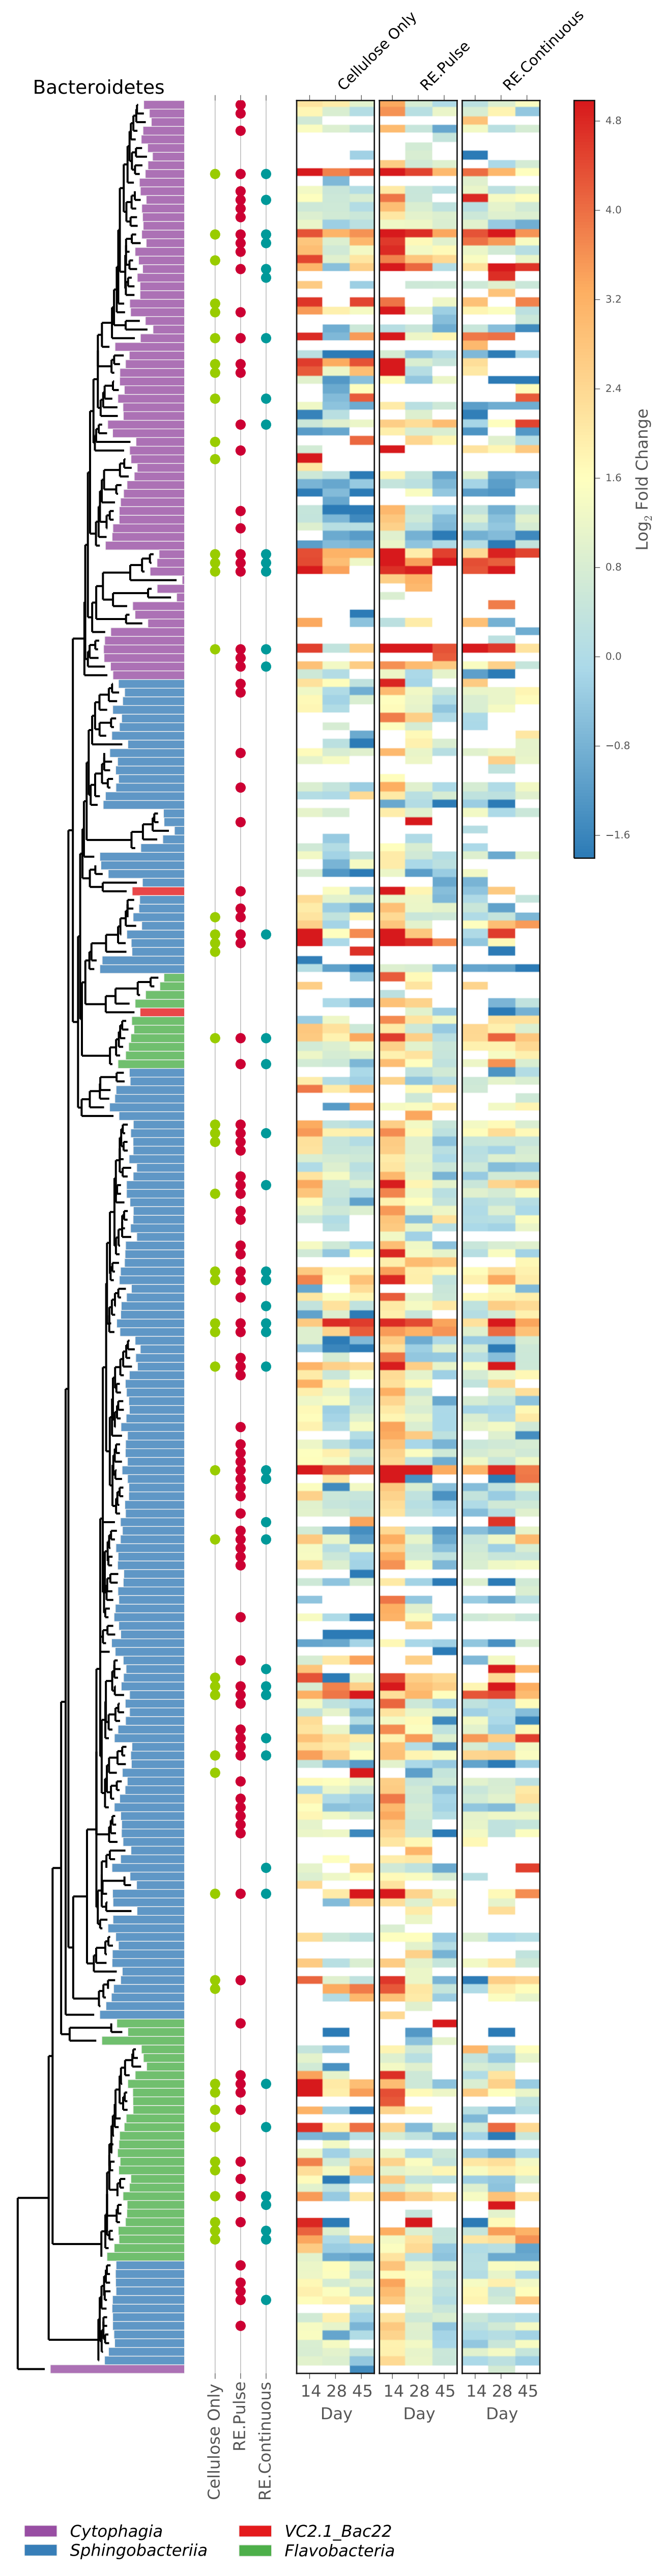 Cellulose Only
RE.Pulse
RE.Continuous
Bacteroidetes
4.8
4.0
3.2
2.4
1.6
0.8
0.0
−0.8
−1.6
Log2 Fold Change
14 28 45 14 28 45 14 28 45
Day Day Day
Cellulose Only
RE.Pulse
RE.Continuous
Cytophagia
Sphingobacteriia
VC2.1_Bac22
Flavobacteria